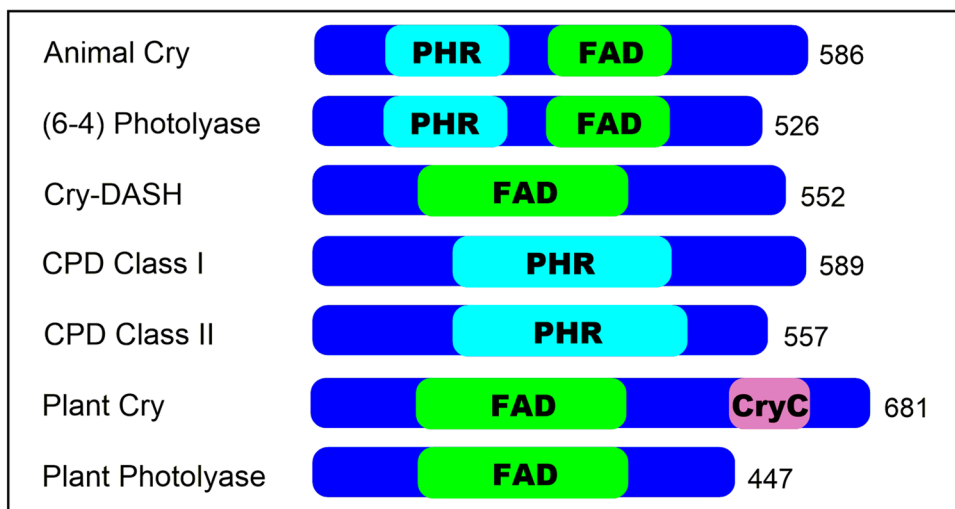 Animal Cry PHR FAD 586
(6-4) Photolyase PHR FAD 526
Cry-DASH FAD 552
CPD Class I PHR 589
CPD Class II PHR 557
Plant Cry FAD CryC 681
Plant Photolyase FAD 447